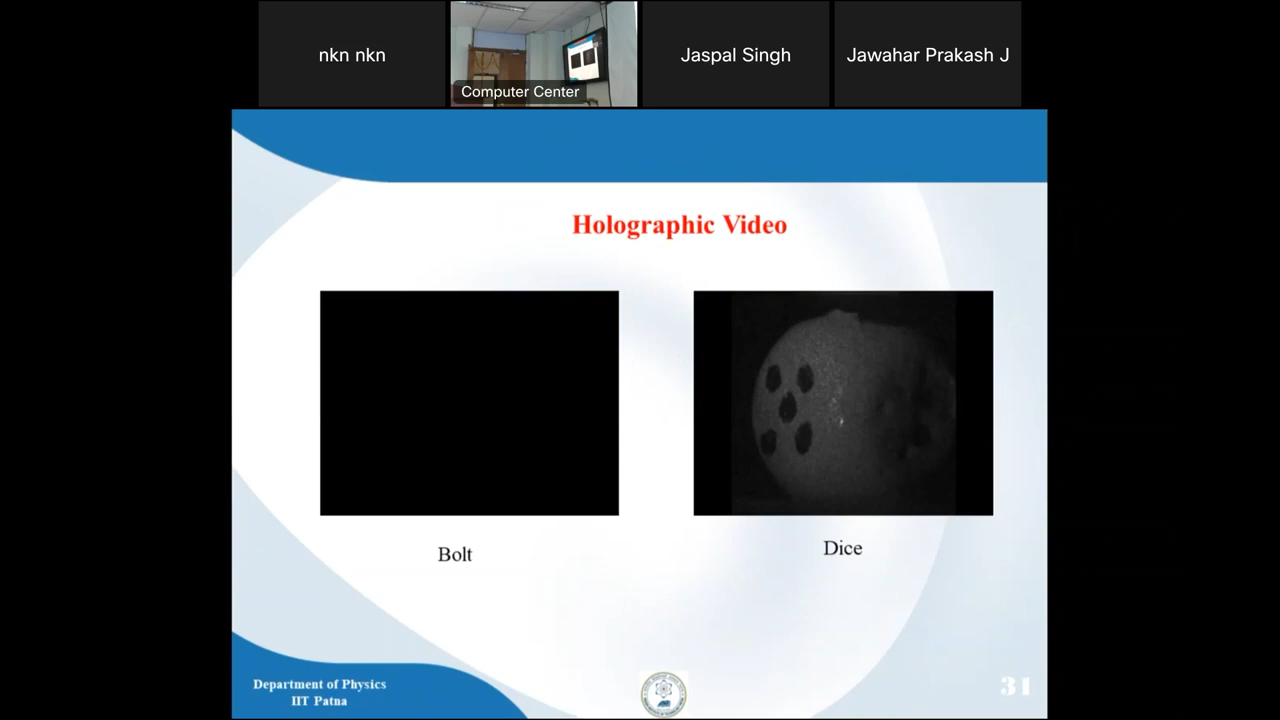 nkn nkn
Computer Center
Jaspal Singh
Jawahar Prakash J
Holographic Video
Bolt
Dice
Department of Physics
IIT Patna
31